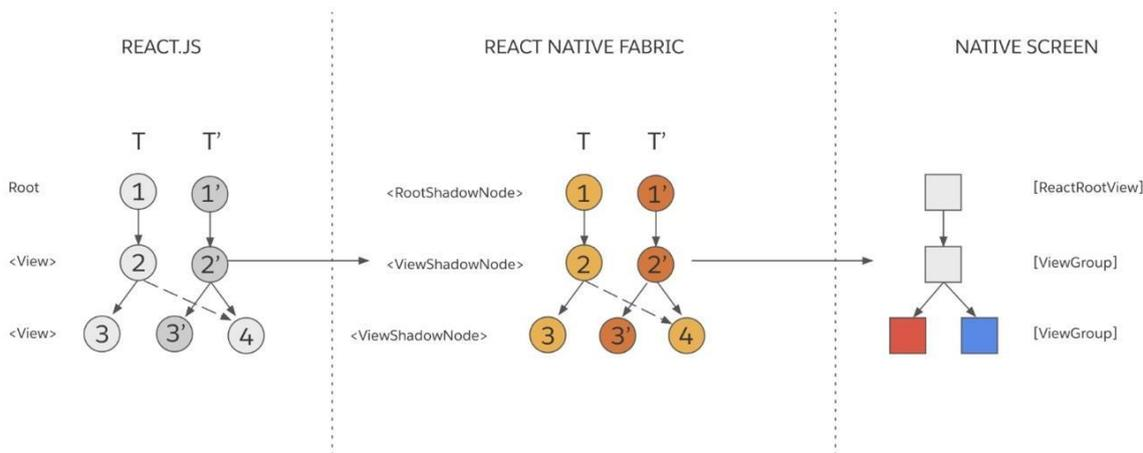 REACT.JS
REACT NATIVE FABRIC
NATIVE SCREEN
T T’
T T’
Root
1 1’
<RootShadowNode>
1 1’
[ReactRootView]
<View>
2 2’
<ViewShadowNode>
2 2’
[ViewGroup]
<View>
3 3’ 4
<ViewShadowNode>
3 3’ 4
[ViewGroup]